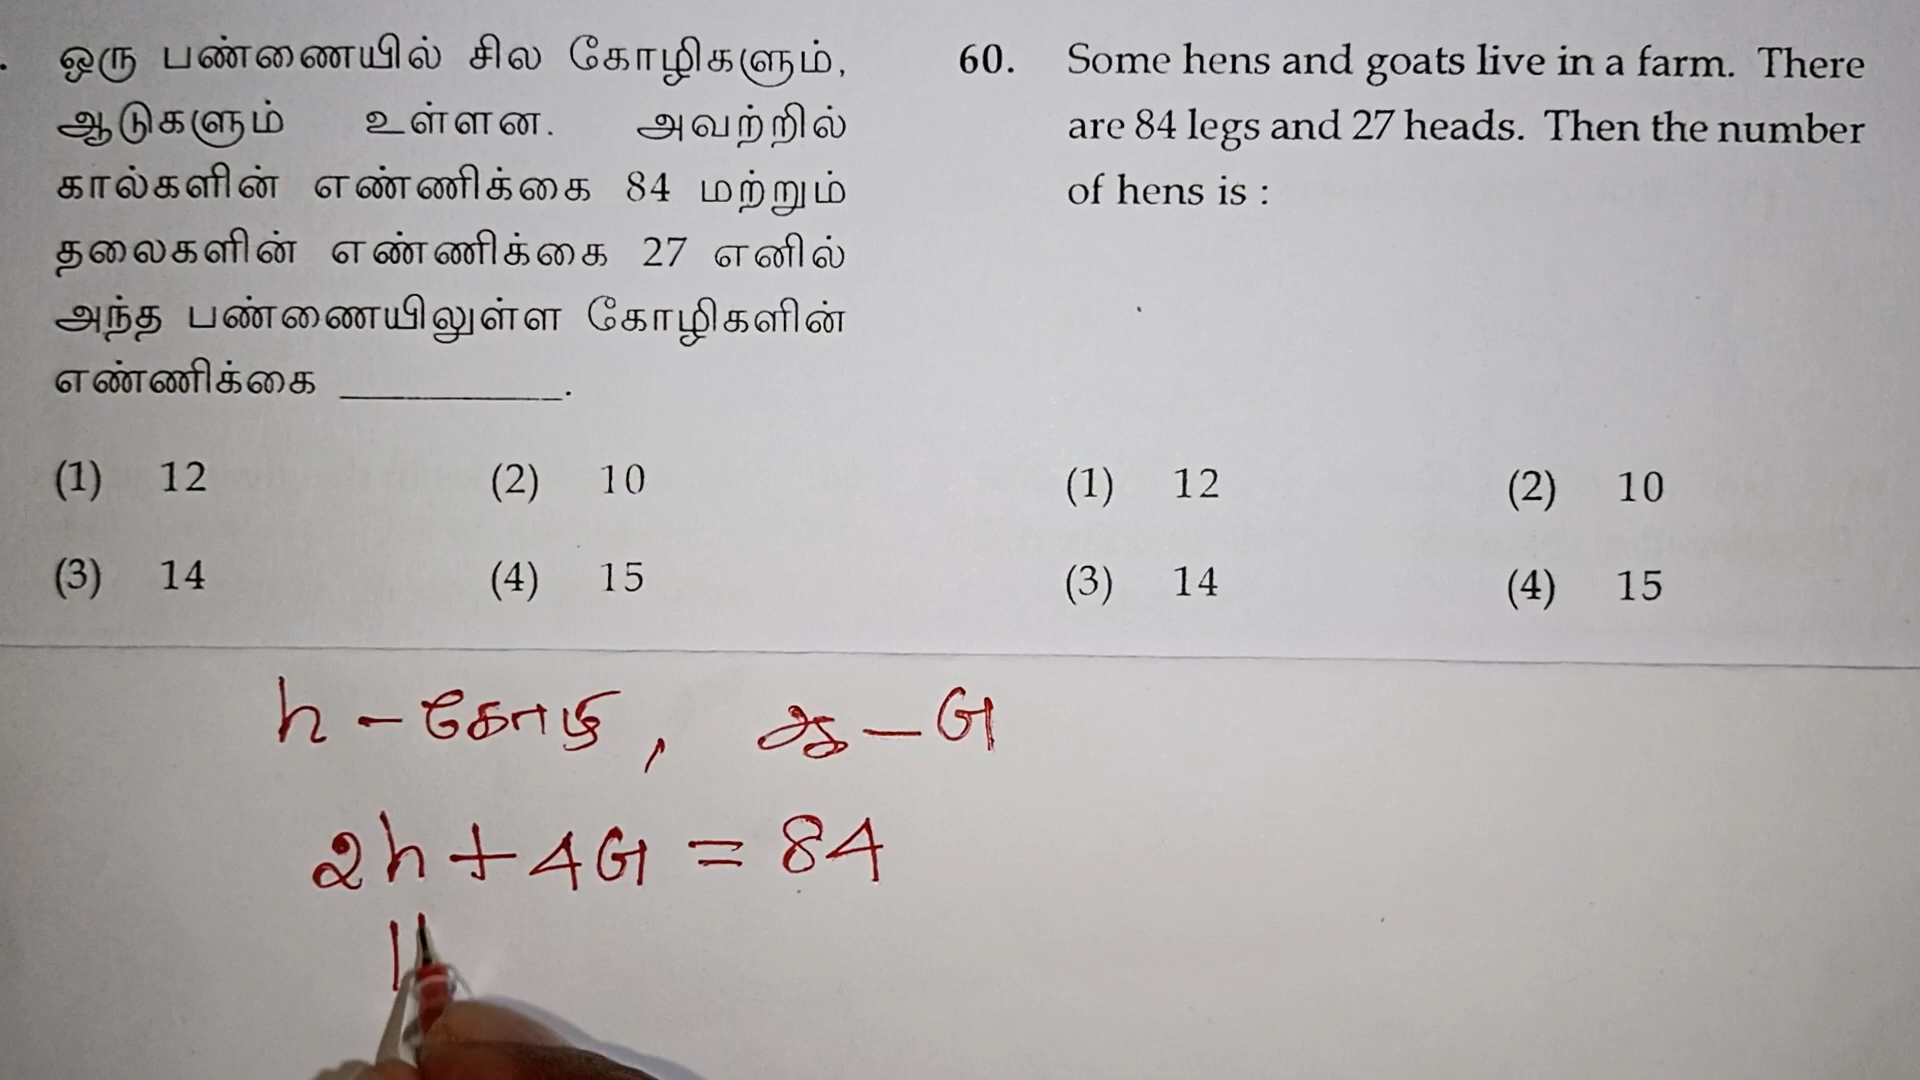 . ஒரு பண்ணையில் சில கோழிகளும்,
ஆடுகளும் உள்ளன. அவற்றில்
கால்களின் எண்ணிக்கை 84 மற்றும்
தலைகளின் எண்ணிக்கை 27 எனில்
அந்த பண்ணையிலுள்ள கோழிகளின்
எண்ணிக்கை __________.
(1) 12 (2) 10
(3) 14 (4) 15
60. Some hens and goats live in a farm. There
are 84 legs and 27 heads. Then the number
of hens is :
(1) 12 (2) 10
(3) 14 (4) 15
h – கோழி, ஆ – G
2h + 4G = 84